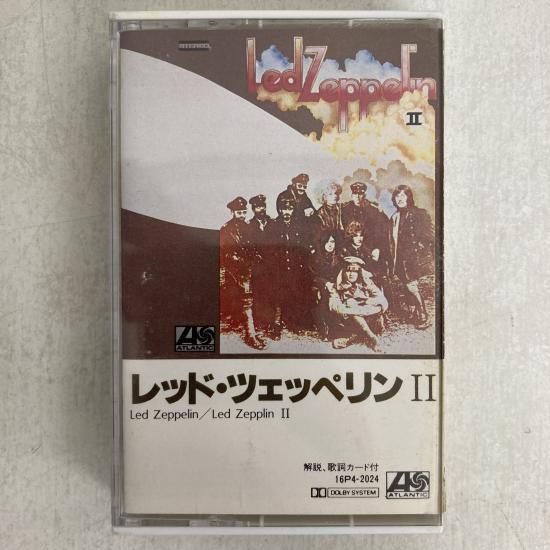 STEREO
Led Zeppelin
II
ATLANTIC
レッド・ツェッペリン II
Led Zeppelin／Led Zepplin II
解説、歌詞カード付
16P4-2024
DOLBY SYSTEM
ATLANTIC